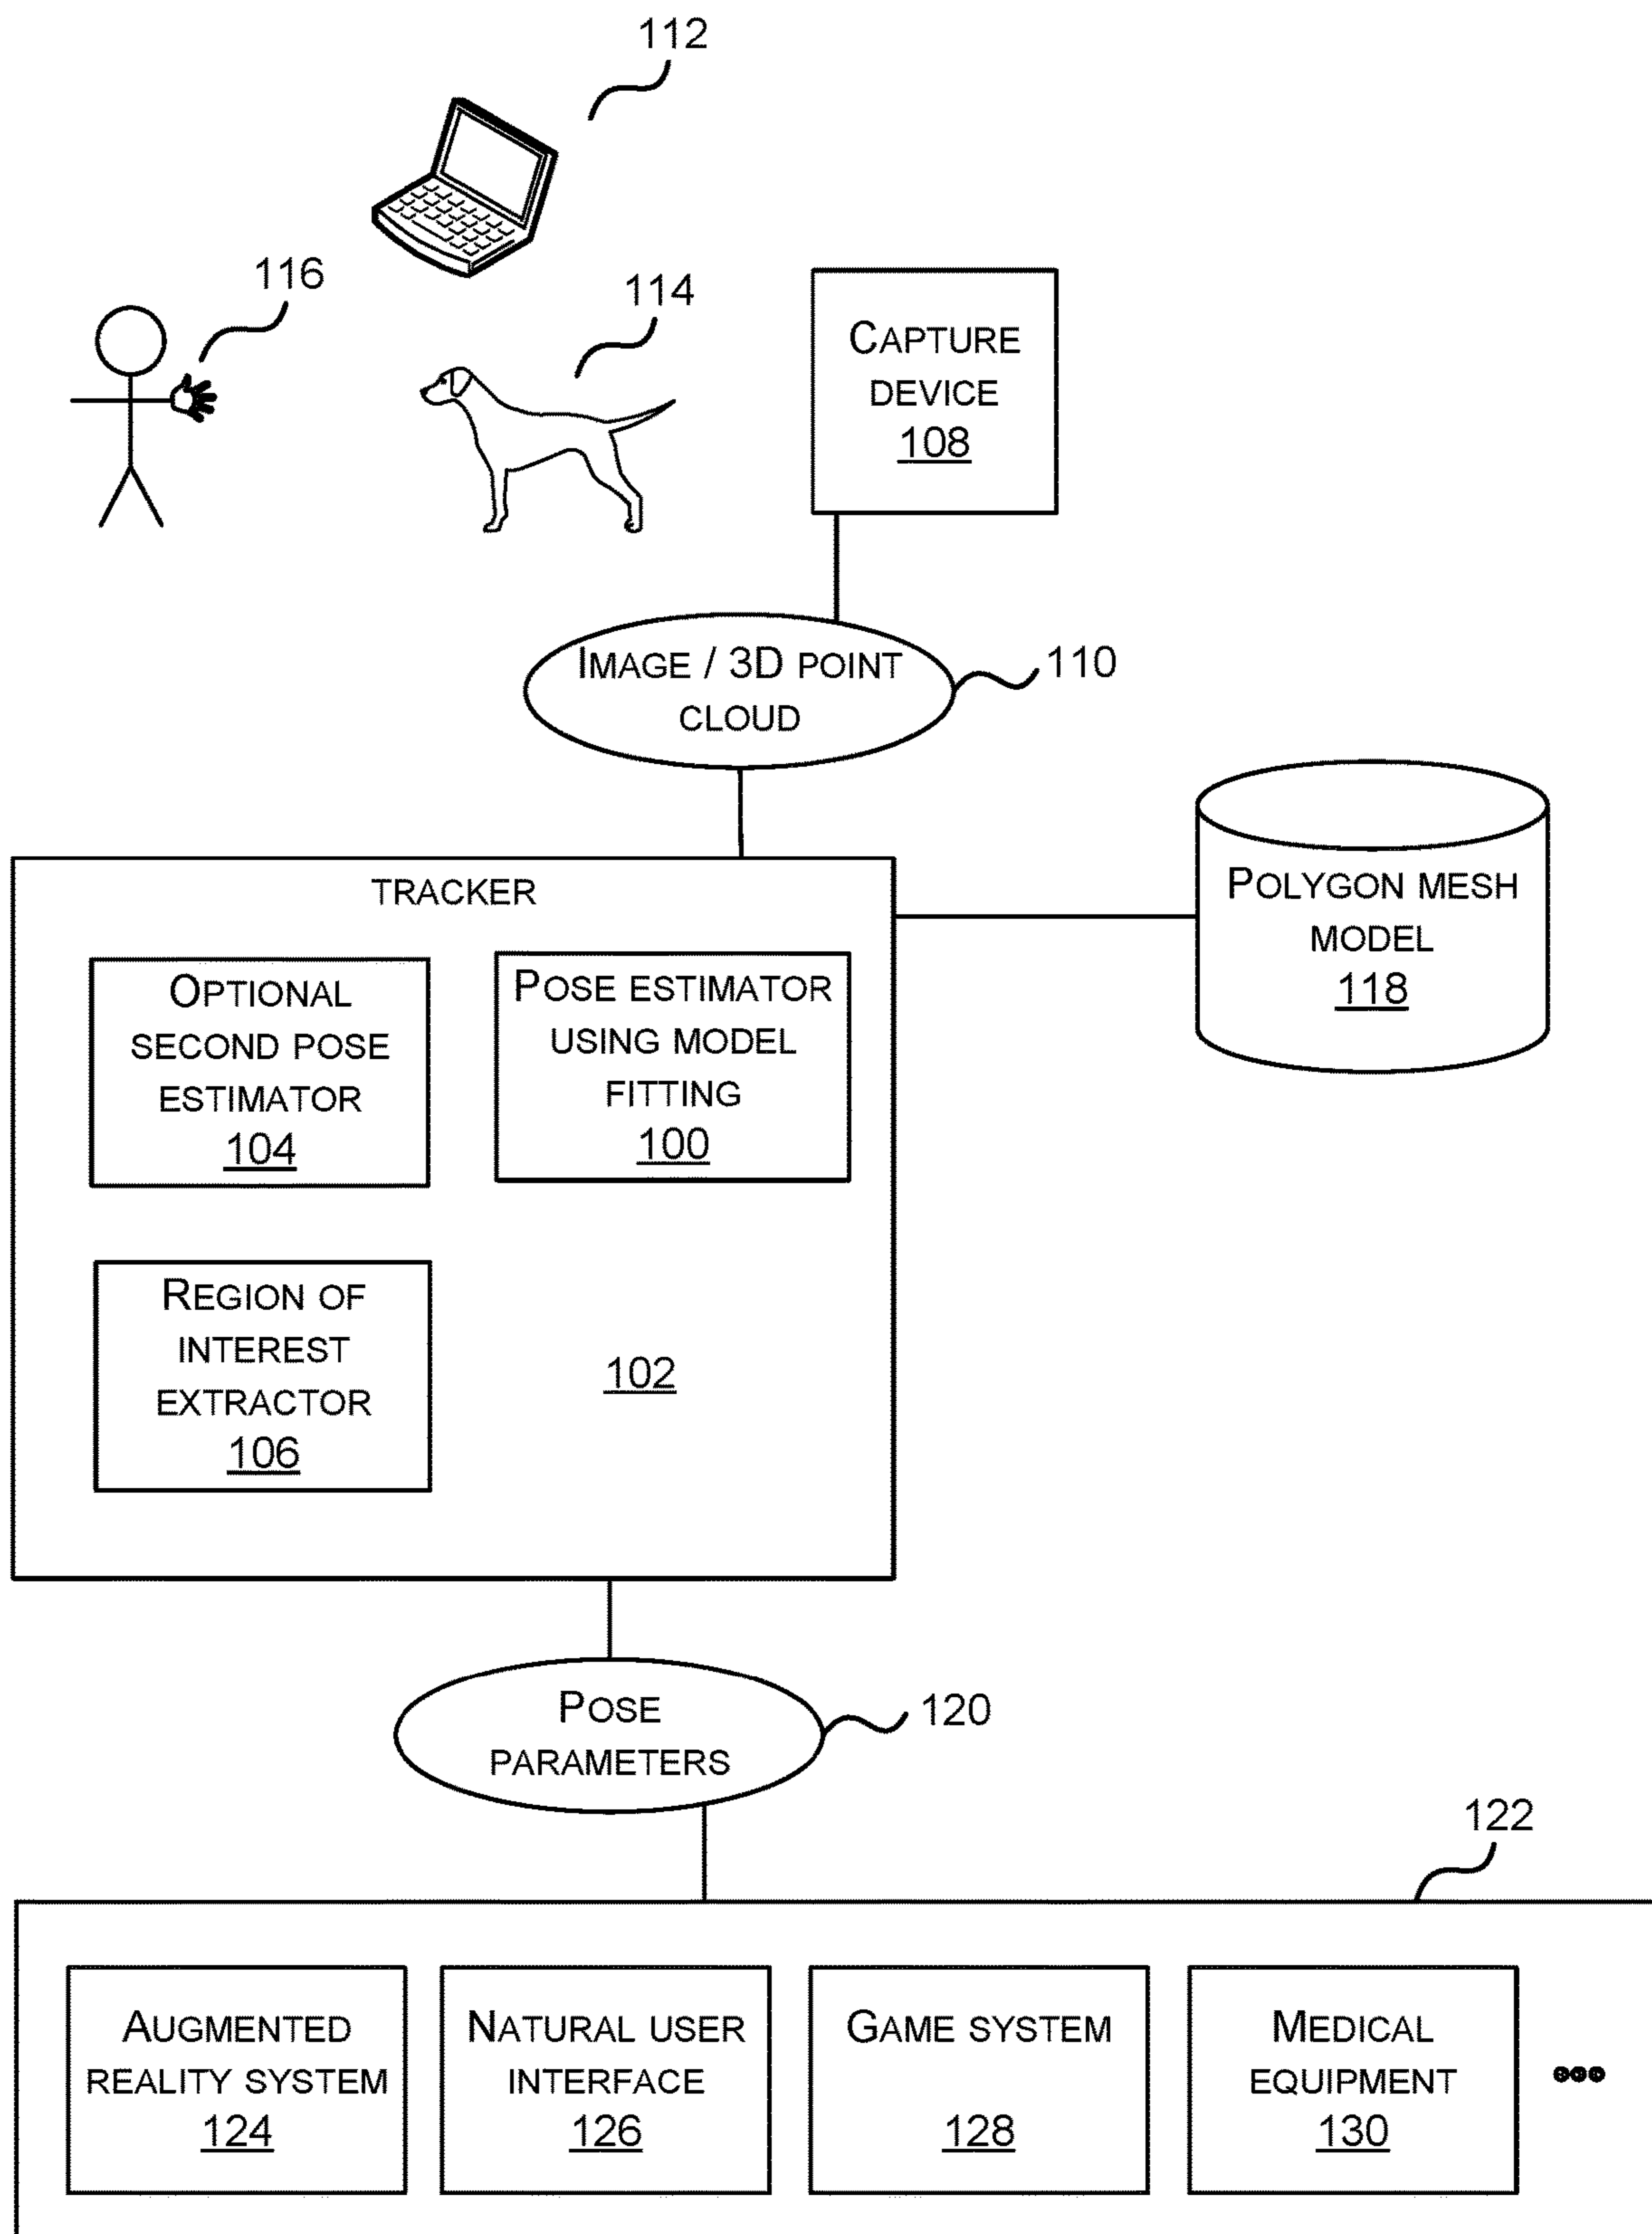 112
116
114
CAPTURE
DEVICE
108
IMAGE / 3D POINT
CLOUD
110
TRACKER
POLYGON MESH
MODEL
118
OPTIONAL
SECOND POSE
ESTIMATOR
104
POSE ESTIMATOR
USING MODEL
FITTING
100
REGION OF
INTEREST
EXTRACTOR
106
102
POSE
PARAMETERS
120
122
AUGMENTED
REALITY SYSTEM
124
NATURAL USER
INTERFACE
126
GAME SYSTEM
128
MEDICAL
EQUIPMENT
130